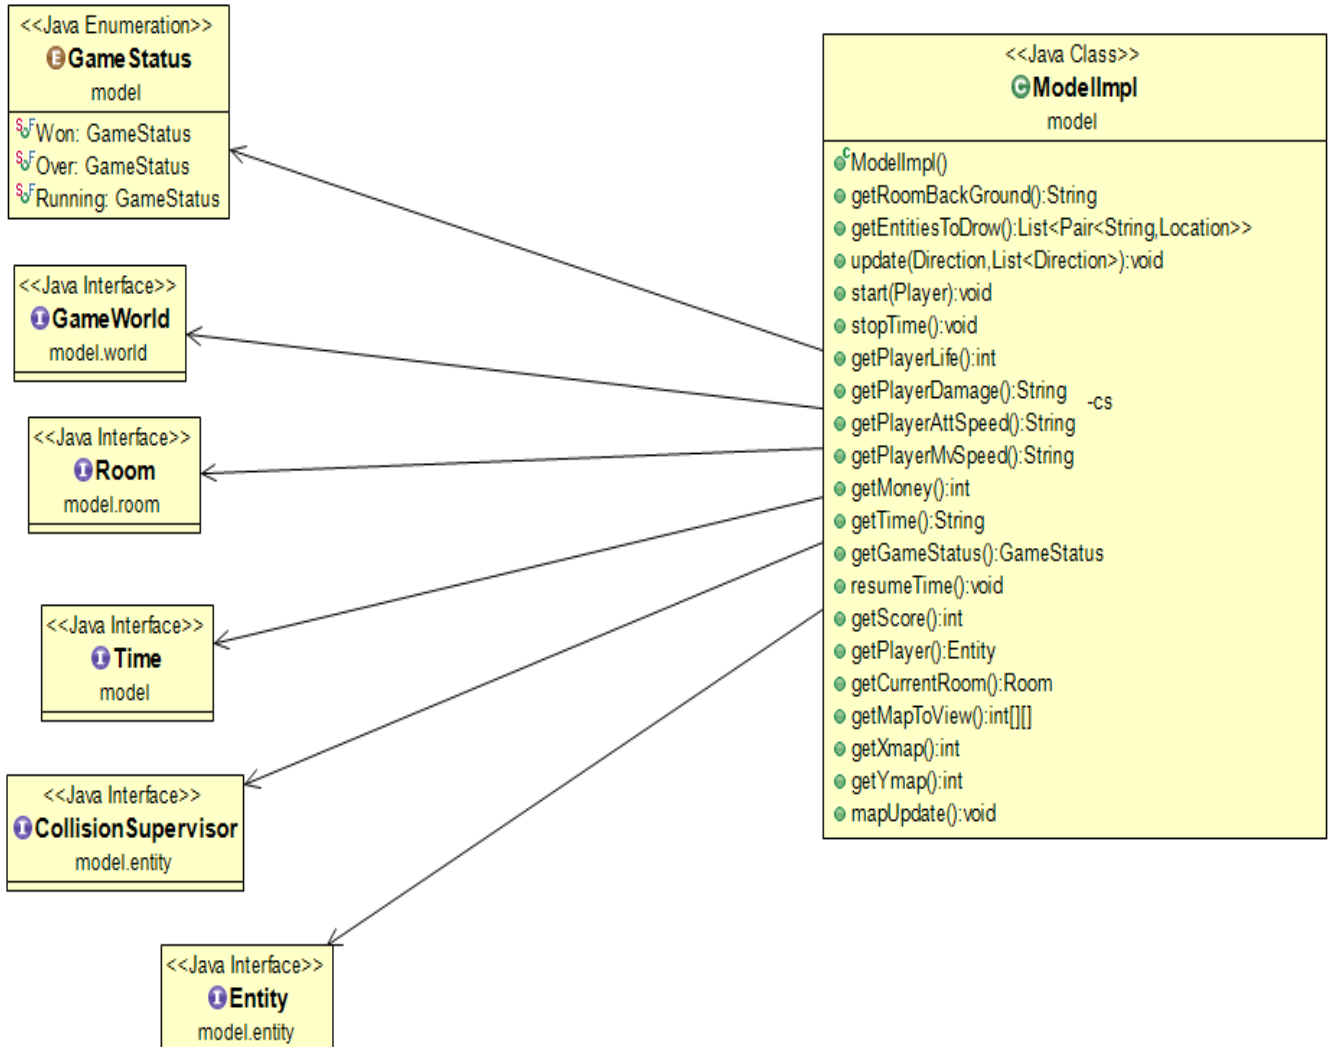 <<Java Enumeration>>
GameStatus
model
Won: GameStatus
Over: GameStatus
Running: GameStatus
<<Java Interface>>
GameWorld
model.world
<<Java Interface>>
Room
model.room
<<Java Interface>>
Time
model
<<Java Interface>>
CollisionSupervisor
model.entity
<<Java Interface>>
Entity
model.entity
<<Java Class>>
ModelImpl
model
ModelImpl()
getRoomBackGround():String
getEntitiesToDrow():List<Pair<String,Location>>
update(Direction,List<Direction>):void
start(Player):void
stopTime():void
getPlayerLife():int
getPlayerDamage():String
-cs
getPlayerAttSpeed():String
getPlayerMvSpeed():String
getMoney():int
getTime():String
getGameStatus():GameStatus
resumeTime():void
getScore():int
getPlayer():Entity
getCurrentRoom():Room
getMapToView():int[][]
getXmap():int
getYmap():int
mapUpdate():void